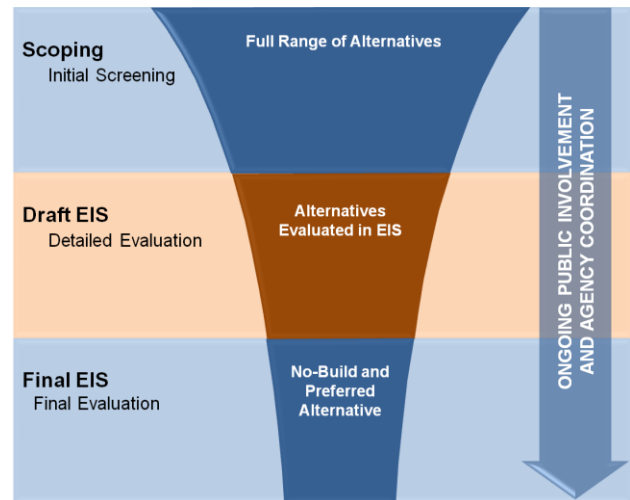 Scoping
Initial Screening
Full Range of Alternatives
Draft EIS
Detailed Evaluation
Alternatives
Evaluated in EIS
Final EIS
Final Evaluation
No-Build and
Preferred
Alternative
ONGOING PUBLIC INVOLVEMENT
AND AGENCY COORDINATION